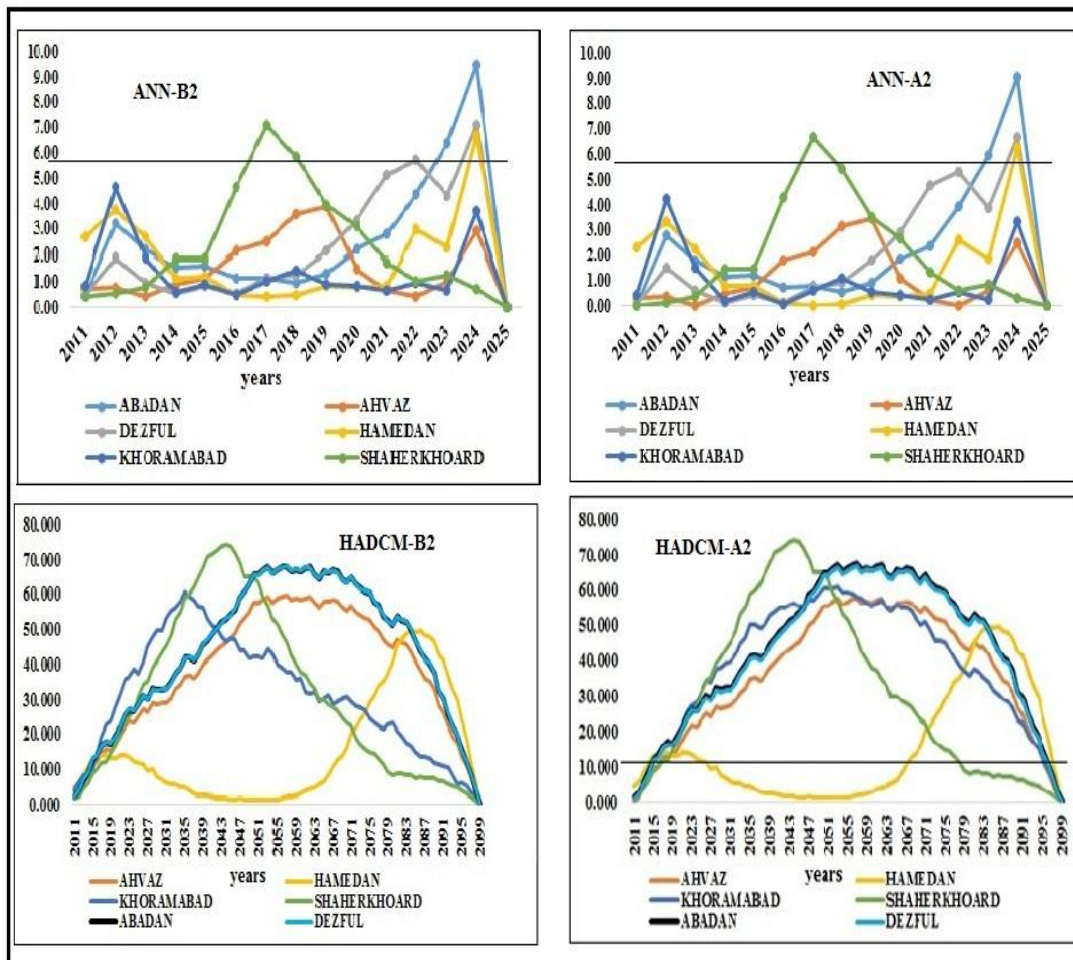 10.00
9.00
8.00
7.00
6.00
5.00
4.00
3.00
2.00
1.00
0.00
ANN-B2
2011 2012 2013 2014 2015 2016 2017 2018 2019 2020 2021 2022 2023 2024 2025
years
ABADAN AHVAZ
DEZFUL HAMEDAN
KHORAMABAD SHAHERKHOARD
10.00
9.00
8.00
7.00
6.00
5.00
4.00
3.00
2.00
1.00
0.00
ANN-A2
2011 2012 2013 2014 2015 2016 2017 2018 2019 2020 2021 2022 2023 2024 2025
years
ABADAN AHVAZ
DEZFUL HAMEDAN
KHORAMABAD SHAHERKHOARD
80.000
70.000
60.000
50.000
40.000
30.000
20.000
10.000
0.000
HADCM-B2
2011 2015 2019 2023 2027 2031 2035 2039 2043 2047 2051 2055 2059 2063 2067 2071 2075 2079 2083 2087 2091 2095 2099
years
AHVAZ HAMEDAN
KHORAMABAD SHAHERKHOARD
ABADAN DEZFUL
80.000
70.000
60.000
50.000
40.000
30.000
20.000
10.000
0.000
HADCM-A2
2011 2015 2019 2023 2027 2031 2035 2039 2043 2047 2051 2055 2059 2063 2067 2071 2075 2079 2083 2087 2091 2095 2099
years
AHVAZ HAMEDAN
KHORAMABAD SHAHERKHOARD
ABADAN DEZFUL